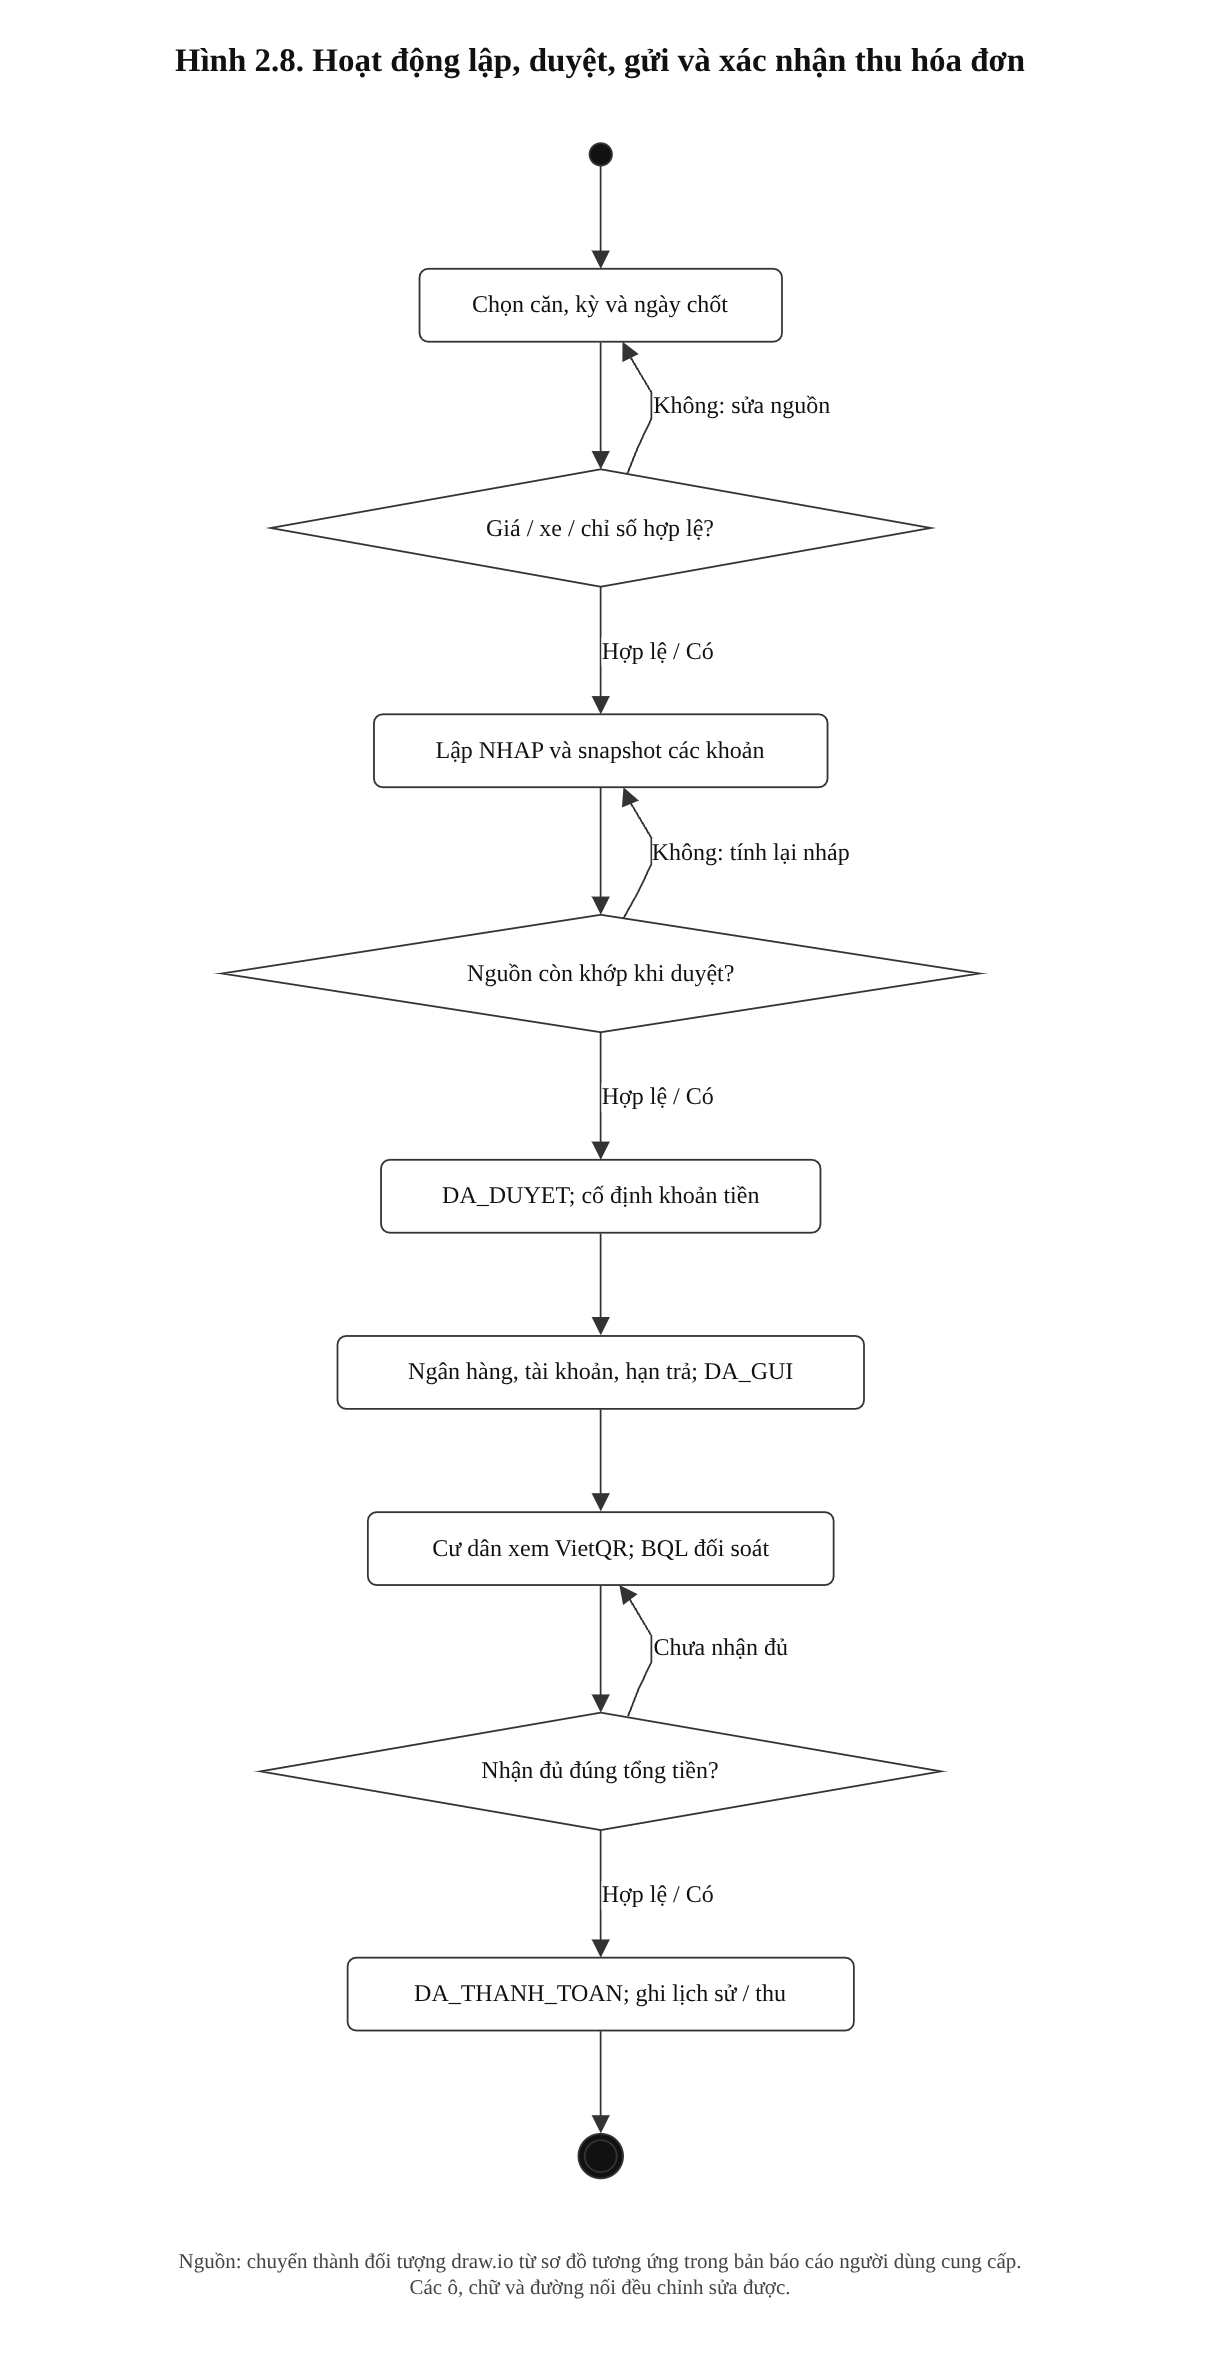 Hình 2.8. Hoạt động lập, duyệt, gửi và xác nhận thu hóa đơn
Chọn căn, kỳ và ngày chốt
Không: sửa nguồn
Giá / xe / chỉ số hợp lệ?
Hợp lệ / Có
Lập NHAP và snapshot các khoản
Không: tính lại nháp
Nguồn còn khớp khi duyệt?
Hợp lệ / Có
DA_DUYET; cố định khoản tiền
Ngân hàng, tài khoản, hạn trả; DA_GUI
Cư dân xem VietQR; BQL đối soát
Chưa nhận đủ
Nhận đủ đúng tổng tiền?
Hợp lệ / Có
DA_THANH_TOAN; ghi lịch sử / thu
Nguồn: chuyển thành đối tượng draw.io từ sơ đồ tương ứng trong bản báo cáo người dùng cung cấp.
Các ô, chữ và đường nối đều chỉnh sửa được.